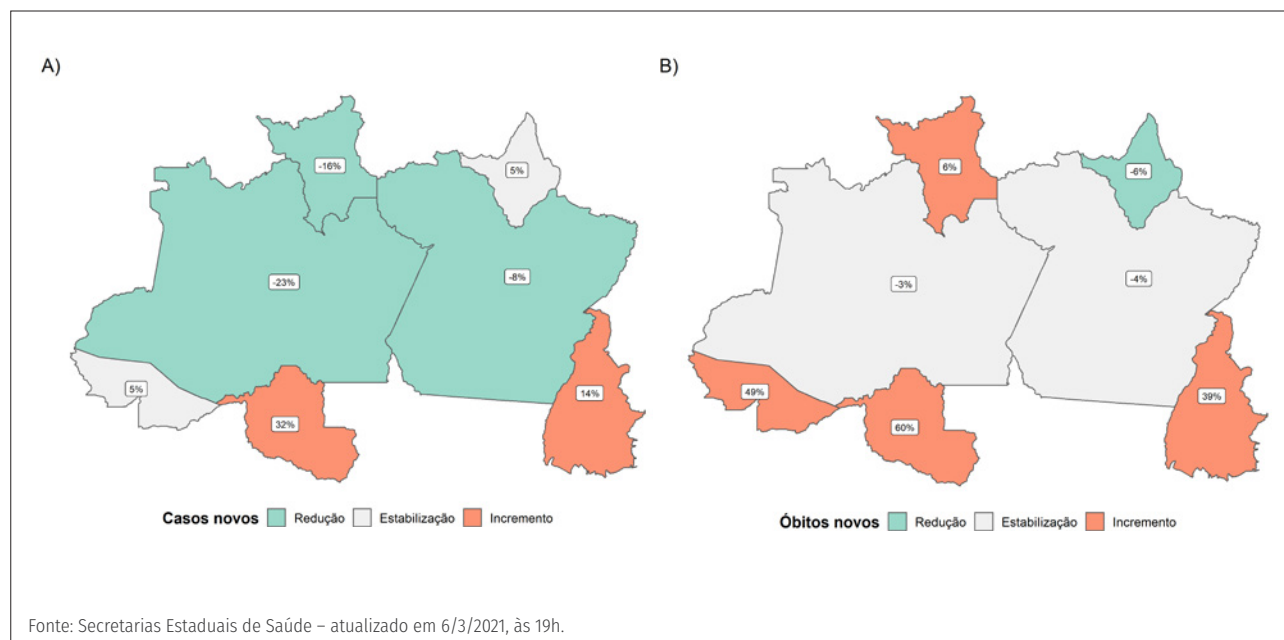 A)
-16%
5%
-23%
-8%
5%
32%
14%
Casos novos Redução Estabilização Incremento
B)
6%
-6%
-3%
-4%
49%
60%
39%
Óbitos novos Redução Estabilização Incremento
Fonte: Secretarias Estaduais de Saúde – atualizado em 6/3/2021, às 19h.